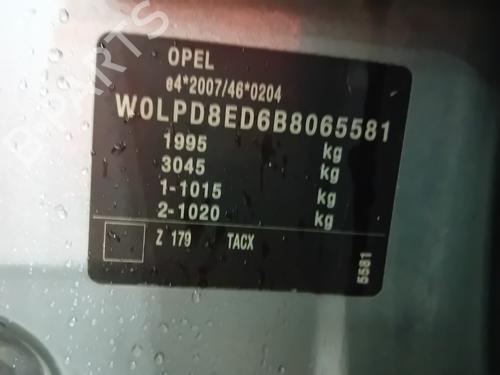 B-PARTS
OPEL
e4*2007/46*0204
W0LPD8ED6B8065581
1995 kg
3045 kg
1-1015 kg
2-1020 kg
Z 179 TACX
5581